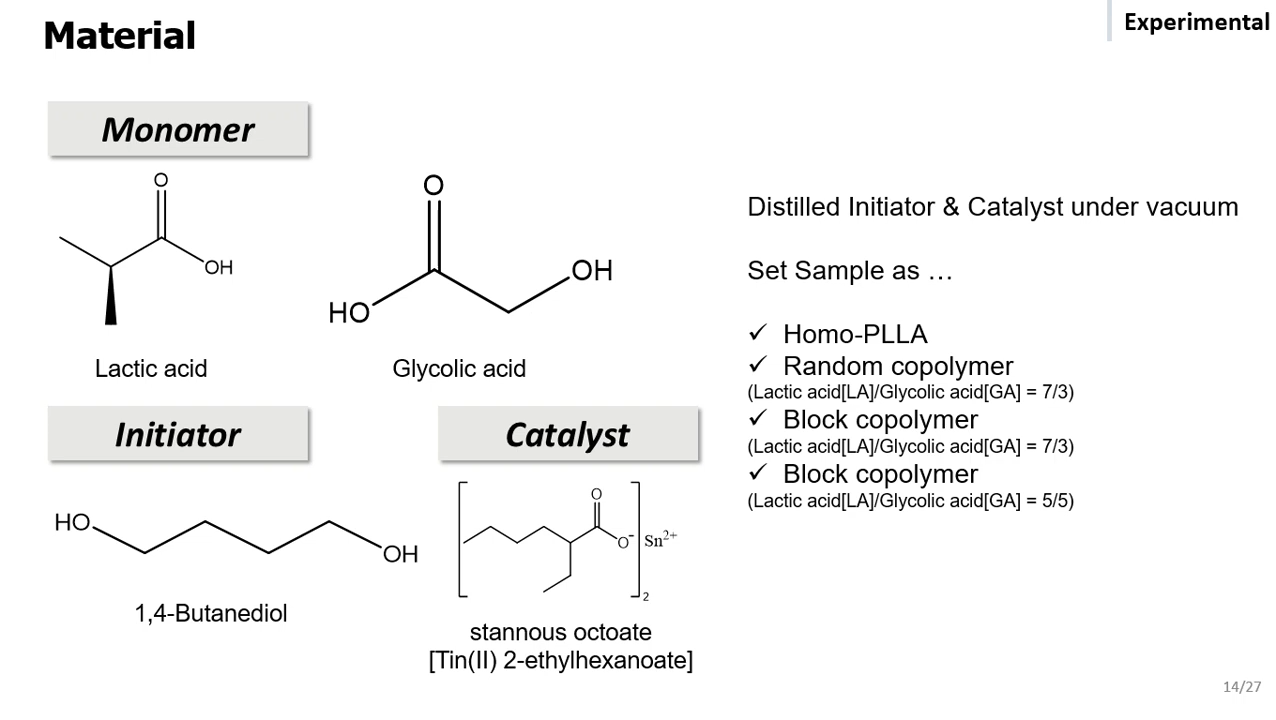 Material
Experimental
Monomer
O
OH
Lactic acid
O
OH
HO
Glycolic acid
Initiator
HO
OH
1,4-Butanediol
Catalyst
O
O-
Sn2+
2
stannous octoate
[Tin(II) 2-ethylhexanoate]
Distilled Initiator & Catalyst under vacuum
Set Sample as …
✓ Homo-PLLA
✓ Random copolymer
(Lactic acid[LA]/Glycolic acid[GA] = 7/3)
✓ Block copolymer
(Lactic acid[LA]/Glycolic acid[GA] = 7/3)
✓ Block copolymer
(Lactic acid[LA]/Glycolic acid[GA] = 5/5)
14/27